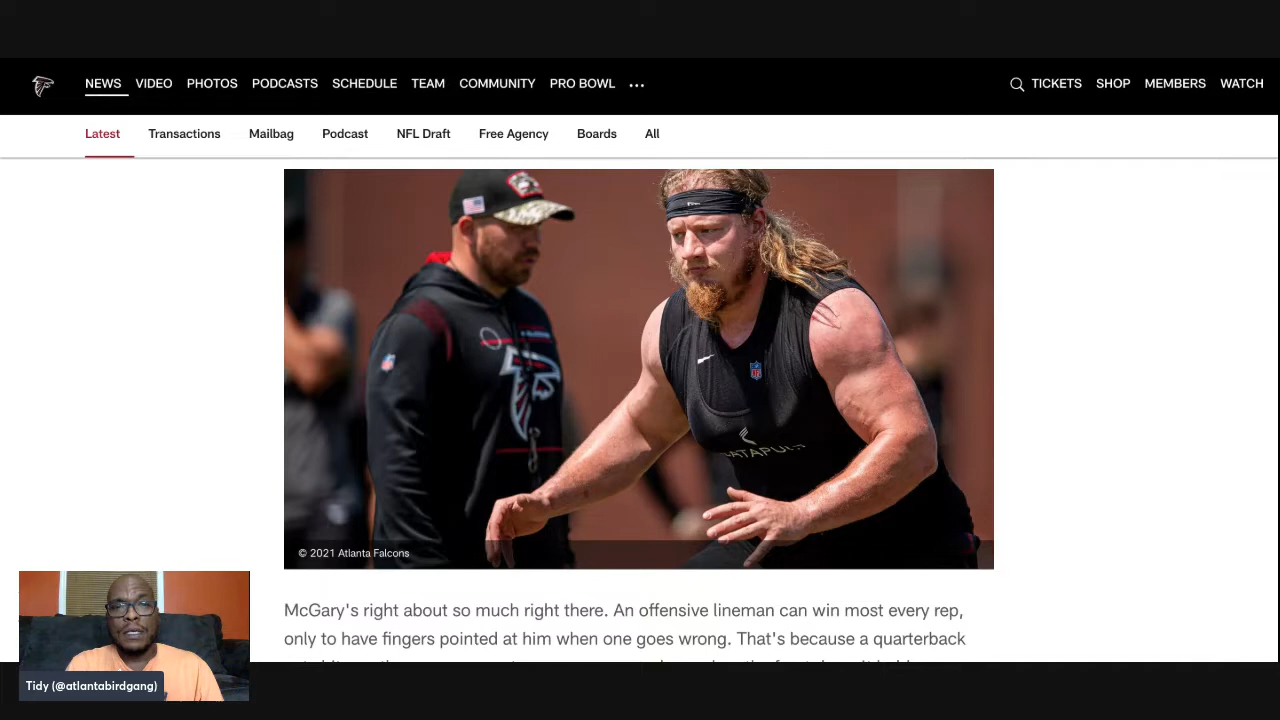 NEWS VIDEO PHOTOS PODCASTS SCHEDULE TEAM COMMUNITY PRO BOWL ... TICKETS SHOP MEMBERS WATCH
Latest Transactions Mailbag Podcast NFL Draft Free Agency Boards All
CATAPULT
© 2021 Atlanta Falcons
McGary's right about so much right there. An offensive lineman can win most every rep,
only to have fingers pointed at him when one goes wrong. That's because a quarterback
Tidy (@atlantabirdgang)